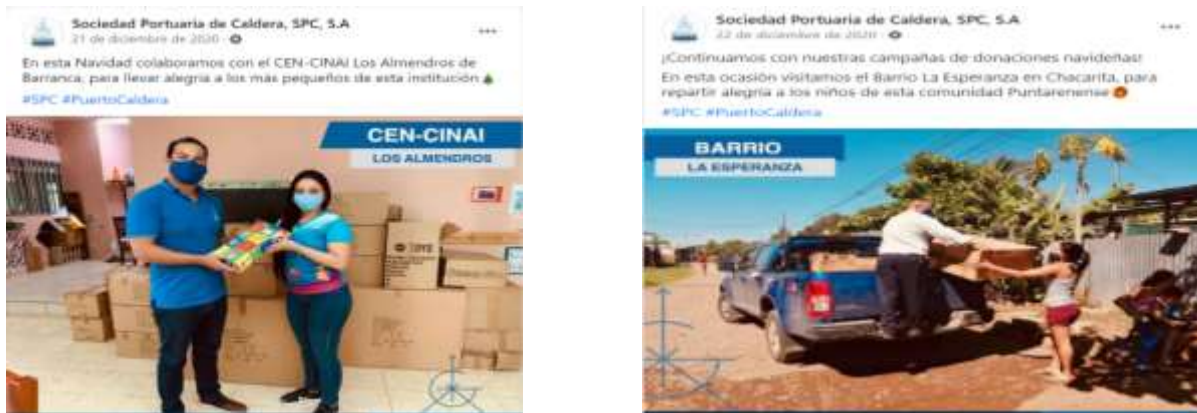 Sociedad Portuaria de Caldera, SPC, S.A
21 de diciembre de 2020 ·
En esta Navidad colaboramos con el CEN-CINAI Los Almendros de
Barranca, para llevar alegria a los más pequeños de esta institución
#SPC #PuertoCaldera
CEN-CINAI
LOS ALMENDROS
Sociedad Portuaria de Caldera, SPC, S.A
22 de diciembre de 2020 ·
¡Continuamos con nuestras campañas de donaciones navideñas!
En esta ocasión visitamos el Barrio La Esperanza en Chacarita, para
repartir alegria a los niños de esta comunidad Puntarenense
#SPC #PuertoCaldera
BARRIO
LA ESPERANZA